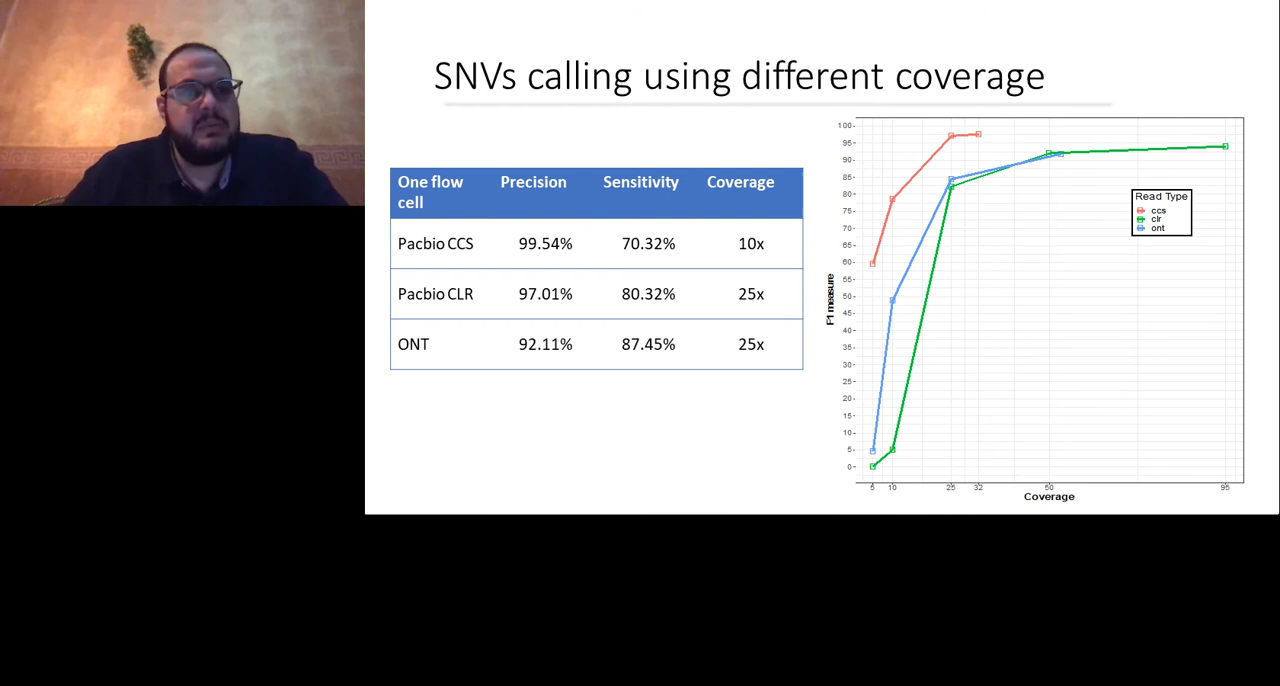 SNVs calling using different coverage
One flow cell Precision Sensitivity Coverage
Pacbio CCS 99.54% 70.32% 10x
Pacbio CLR 97.01% 80.32% 25x
ONT 92.11% 87.45% 25x
100
95
90
85
80
75
70
65
60
55
50
45
40
35
30
25
20
15
10
5
0
F1 measure
Read Type
ccs
clr
ont
5 10 25 32 50 95
Coverage